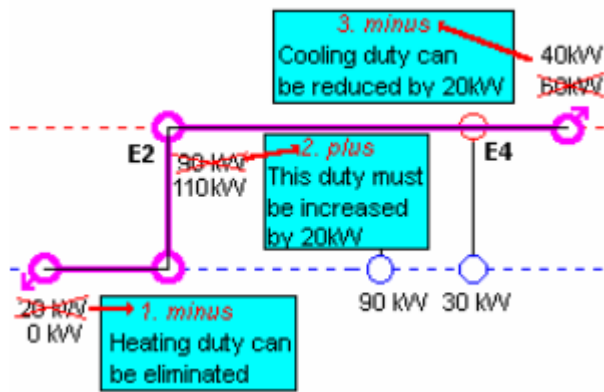 3. minus
Cooling duty can
be reduced by 20kW
40kW
60kW
E2
90 kW
110kW
2. plus
This duty must
be increased
by 20kW
E4
90 kW
30 kW
20 kW
0 kW
1. minus
Heating duty can
be eliminated